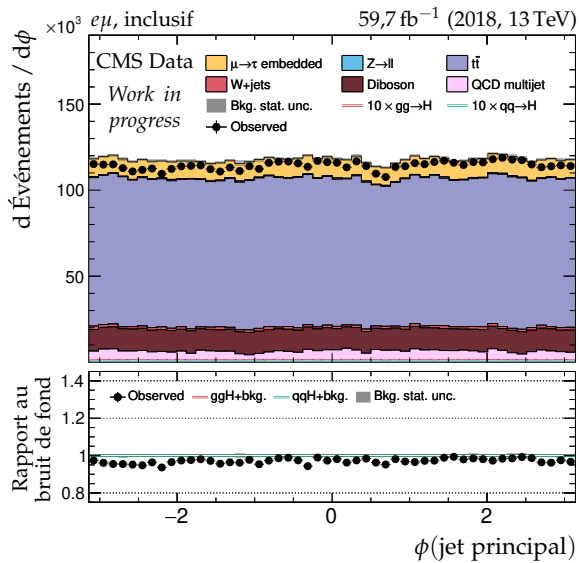 eμ, inclusif 59,7 fb⁻¹ (2018, 13 TeV)
×10³
CMS Data
Work in
progress
μ→τ embedded Z→ll tt̄
W+jets Diboson QCD multijet
Bkg. stat. unc. 10 × gg→H 10 × qq→H
Observed
d Événements / dϕ
150
100
50
Observed ggH+bkg. qqH+bkg. Bkg. stat. unc.
Rapport au
bruit de fond
1.4
1.2
1
0.8
−2 0 2
ϕ(jet principal)